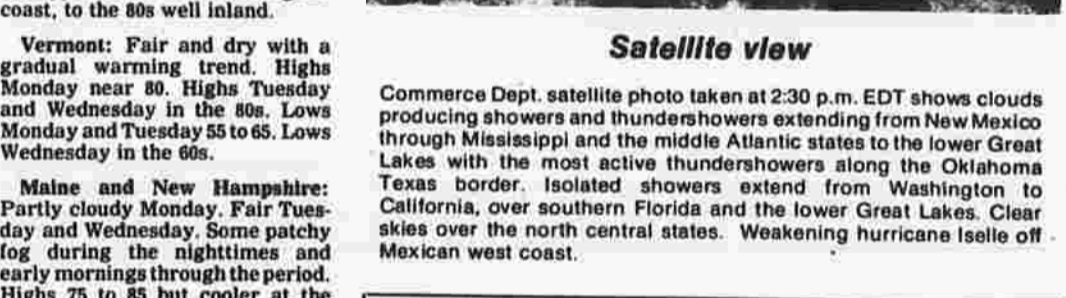 coast, to the 80s well inland.
Vermont: Fair and dry with a
gradual warming trend. Highs
Monday near 80. Highs Tuesday
and Wednesday in the 80s. Lows
Monday and Tuesday 55 to 65. Lows
Wednesday in the 60s.
Maine and New Hampshire:
Partly cloudy Monday. Fair Tues-
day and Wednesday. Some patchy
fog during the nighttimes and
early mornings through the period.
Highs 75 to 85 but cooler at the
Satellite view
Commerce Dept. satellite photo taken at 2:30 p.m. EDT shows clouds
producing showers and thundershowers extending from New Mexico
through Mississippi and the middle Atlantic states to the lower Great
Lakes with the most active thundershowers along the Oklahoma
Texas border. Isolated showers extend from Washington to
California, over southern Florida and the lower Great Lakes. Clear
skies over the north central states. Weakening hurricane Iselle off
Mexican west coast.